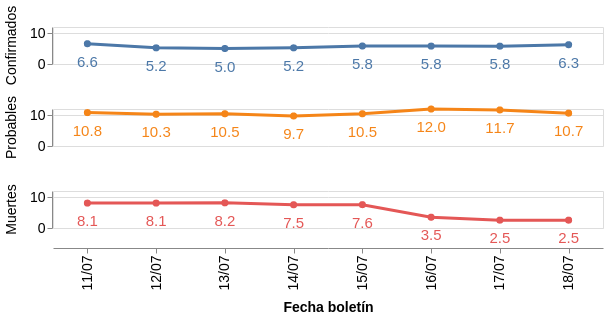 Confirmados
10
0
6.6 5.2 5.0 5.2 5.8 5.8 5.8 6.3
Probables
10
0
10.8 10.3 10.5 9.7 10.5 12.0 11.7 10.7
Muertes
10
0
8.1 8.1 8.2 7.5 7.6 3.5 2.5 2.5
11/07 12/07 13/07 14/07 15/07 16/07 17/07 18/07
Fecha boletín